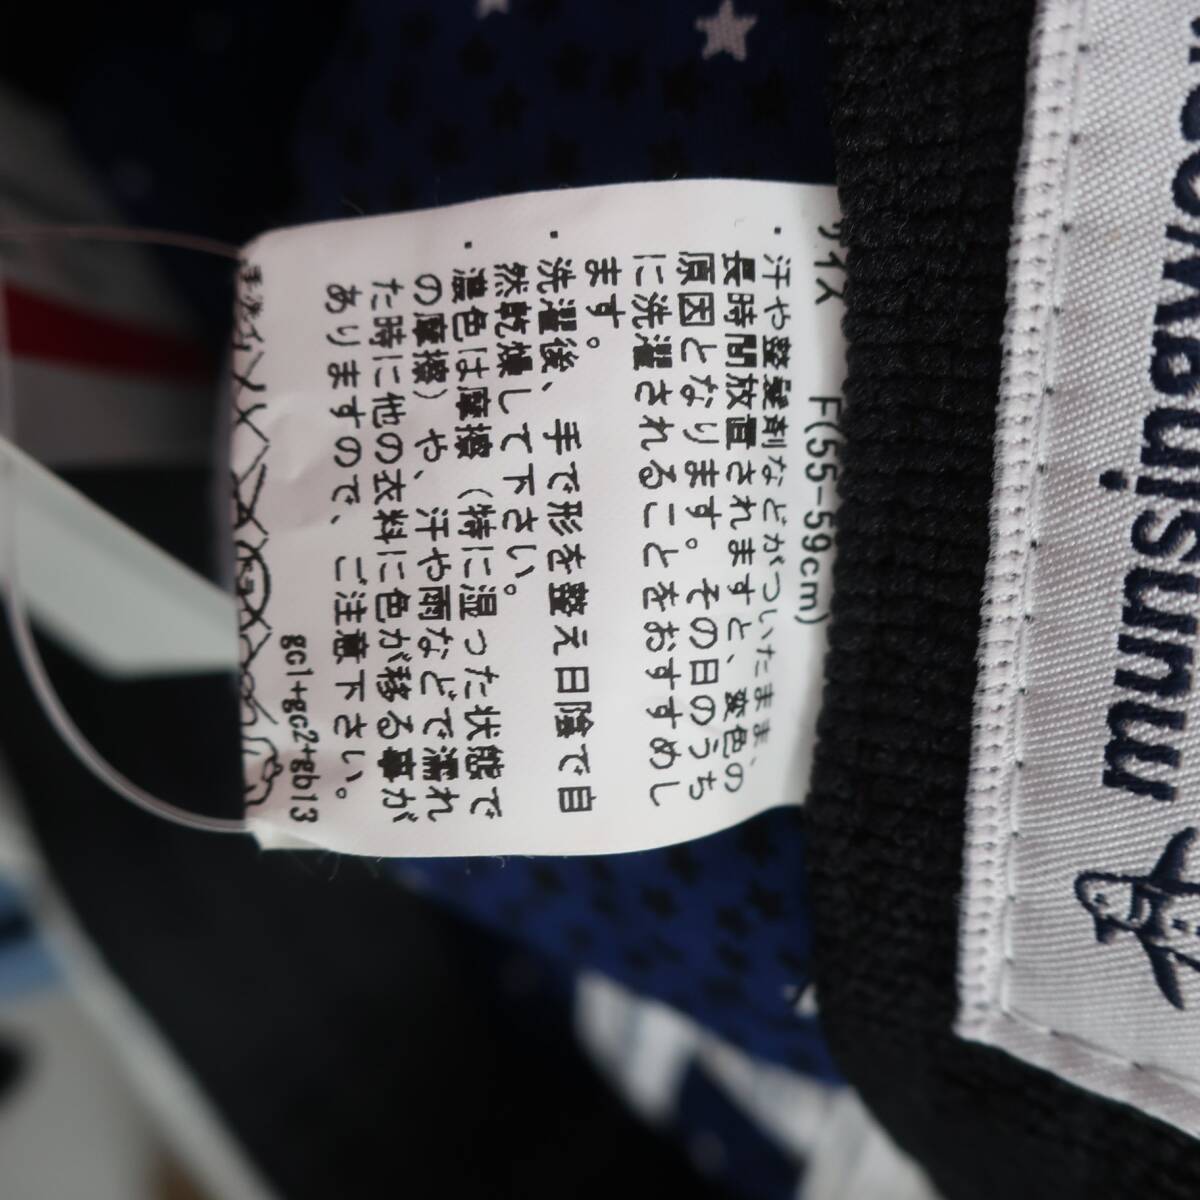 サイズ F(55-59cm)
・汗や整髪剤などがついたまま、
長時間放置されますと、変色の
原因となります。その日のうち
に洗濯されることをおすすめし
ます。
・洗濯後、手で形を整え日陰で自
然乾燥して下さい。
・濃色は摩擦（特に湿った状態で
の摩擦）や、汗や雨などで濡れ
た時に他の衣料に色が移る事が
ありますので、ご注意下さい。
gc1+gc2+gb13
munsingwear